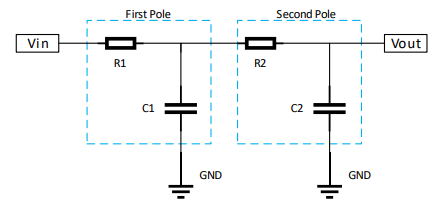 First Pole
Second Pole
Vin
R1
R2
Vout
C1
C2
GND
GND